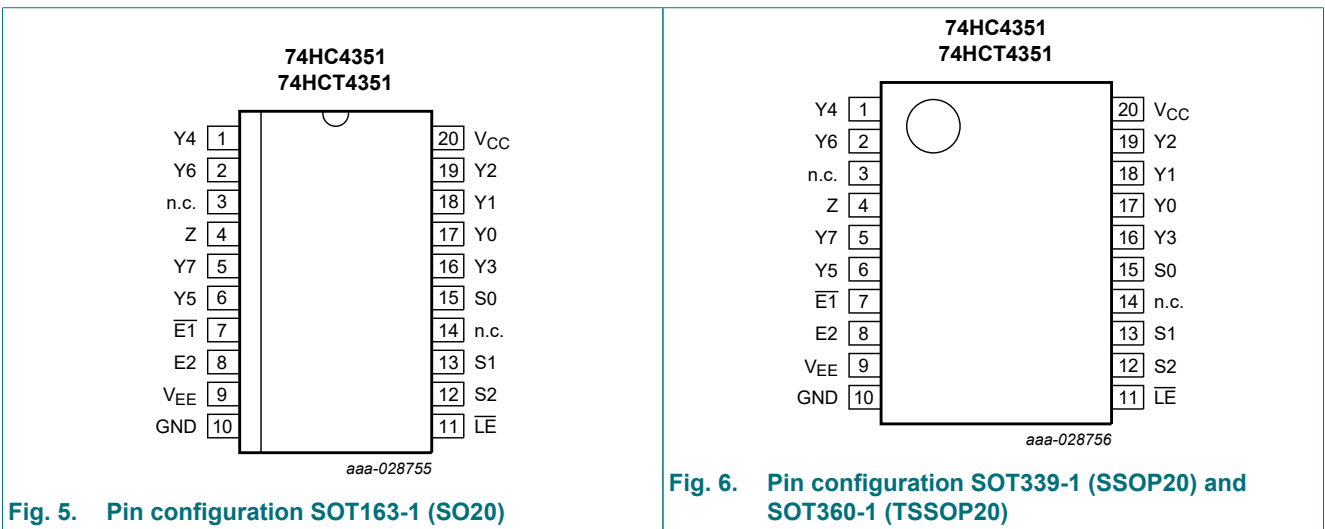 74HC4351
74HCT4351
Y4 1 20 VCC
Y6 2 19 Y2
n.c. 3 18 Y1
Z 4 17 Y0
Y7 5 16 Y3
Y5 6 15 S0
E1 7 14 n.c.
E2 8 13 S1
VEE 9 12 S2
GND 10 11 LE
aaa-028755
Fig. 5. Pin configuration SOT163-1 (SO20)
74HC4351
74HCT4351
Y4 1 20 VCC
Y6 2 19 Y2
n.c. 3 18 Y1
Z 4 17 Y0
Y7 5 16 Y3
Y5 6 15 S0
E1 7 14 n.c.
E2 8 13 S1
VEE 9 12 S2
GND 10 11 LE
aaa-028756
Fig. 6. Pin configuration SOT339-1 (SSOP20) and
SOT360-1 (TSSOP20)